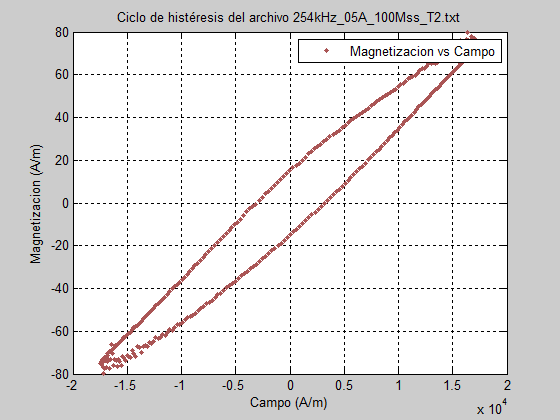 Ciclo de histéresis del archivo 254kHz_05A_100Mss_T2.txt
Magnetizacion vs Campo
Magnetizacion (A/m)
80
60
40
20
0
-20
-40
-60
-80
-2 -1.5 -1 -0.5 0 0.5 1 1.5 2
x 10^4
Campo (A/m)